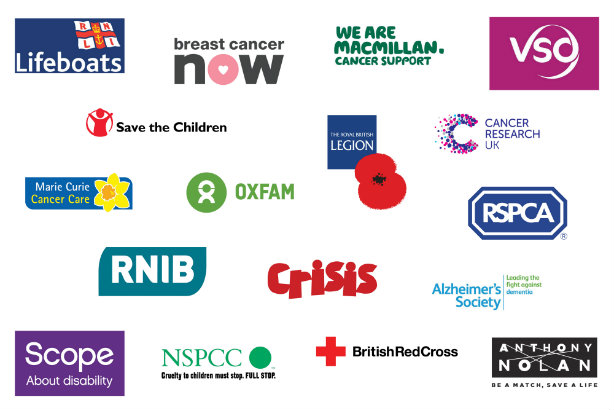 R N
L I
Lifeboats
breast cancer
now
WE ARE
MACMILLAN.
CANCER SUPPORT
vso
Save the Children
THE ROYAL BRITISH
LEGION
CANCER
RESEARCH
UK
Marie Curie
Cancer Care
OXFAM
RSPCA
®
RNIB
Crisis
Alzheimer's
Society
Leading the
fight against
dementia
Scope
About disability
NSPCC
Cruelty to children must stop. FULL STOP.
BritishRedCross
ANTHONY
NOLAN
BE A MATCH, SAVE A LIFE